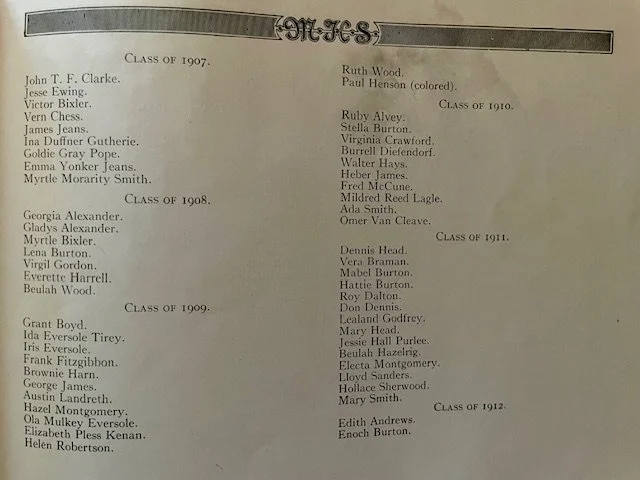 M·H·S
CLASS OF 1907.
John T. F. Clarke.
Jesse Ewing.
Victor Bixler.
Vern Chess.
James Jeans.
Ina Duffner Gutherie.
Goldie Gray Pope.
Emma Yonker Jeans.
Myrtle Morarity Smith.
CLASS OF 1908.
Georgia Alexander.
Gladys Alexander.
Myrtle Bixler.
Lena Burton.
Virgil Gordon.
Everette Harrell.
Beulah Wood.
CLASS OF 1909.
Grant Boyd.
Ida Eversole Tirey.
Iris Eversole.
Frank Fitzgibbon.
Brownie Harn.
George James.
Austin Landreth.
Hazel Montgomery.
Ola Mulkey Eversole.
Elizabeth Pless Kenan.
Helen Robertson.
Ruth Wood.
Paul Henson (colored).
CLASS OF 1910.
Ruby Alvey.
Stella Burton.
Virginia Crawford.
Burrell Diefendorf.
Walter Hays.
Heber James.
Fred McCune.
Mildred Reed Lagle.
Ada Smith.
Omer Van Cleave.
CLASS OF 1911.
Dennis Head.
Vera Braman.
Mabel Burton.
Hattie Burton.
Roy Dalton.
Don Dennis.
Lealand Godfrey.
Mary Head.
Jessie Hall Purlee.
Beulah Hazelrig.
Electa Montgomery.
Lloyd Sanders.
Hollace Sherwood.
Mary Smith.
CLASS OF 1912.
Edith Andrews.
Enoch Burton.